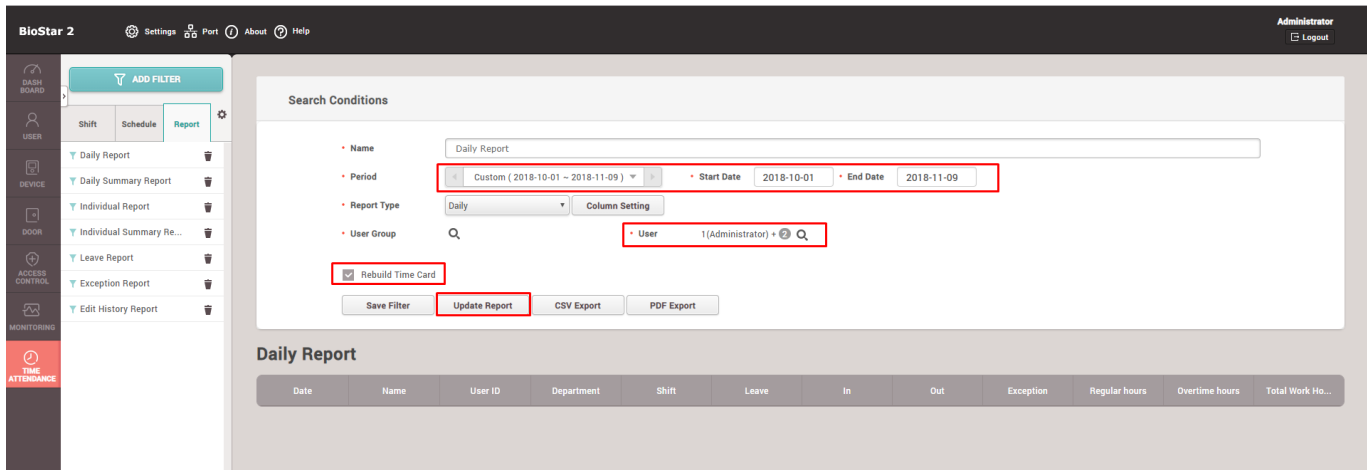 BioStar 2 Settings Port About Help
Administrator
Logout
DASH
BOARD
USER
DEVICE
DOOR
ACCESS
CONTROL
MONITORING
TIME
ATTENDANCE
ADD FILTER
Shift Schedule Report
Daily Report
Daily Summary Report
Individual Report
Individual Summary Re...
Leave Report
Exception Report
Edit History Report
Search Conditions
• Name Daily Report
• Period Custom ( 2018-10-01 ~ 2018-11-09 ) • Start Date 2018-10-01 • End Date 2018-11-09
• Report Type Daily Column Setting
• User Group • User 1(Administrator) + 2
Rebuild Time Card
Save Filter Update Report CSV Export PDF Export
Daily Report
Date Name User ID Department Shift Leave In Out Exception Regular hours Overtime hours Total Work Ho...